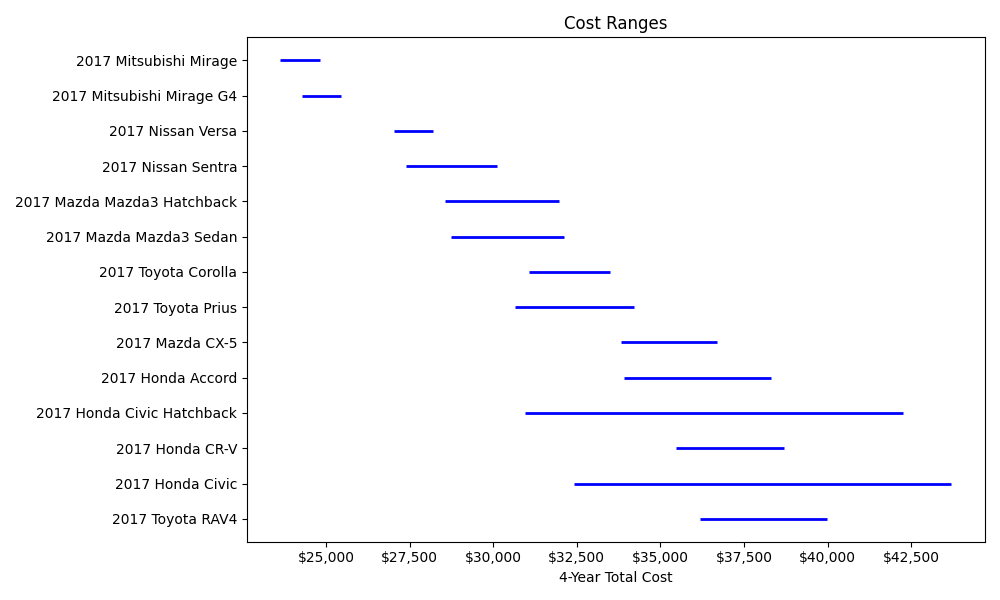 Cost Ranges
2017 Mitsubishi Mirage
2017 Mitsubishi Mirage G4
2017 Nissan Versa
2017 Nissan Sentra
2017 Mazda Mazda3 Hatchback
2017 Mazda Mazda3 Sedan
2017 Toyota Corolla
2017 Toyota Prius
2017 Mazda CX-5
2017 Honda Accord
2017 Honda Civic Hatchback
2017 Honda CR-V
2017 Honda Civic
2017 Toyota RAV4
$25,000 $27,500 $30,000 $32,500 $35,000 $37,500 $40,000 $42,500
4-Year Total Cost